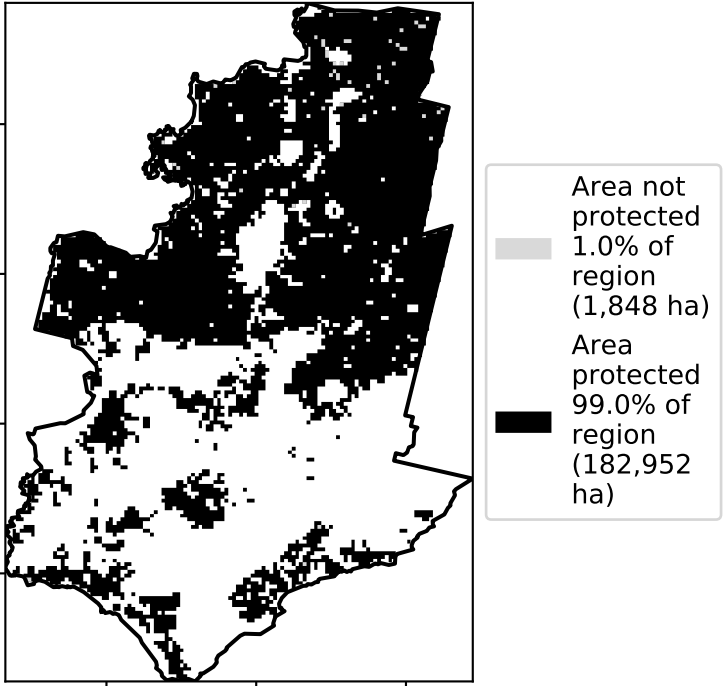 Area not
protected
1.0% of
region
(1,848 ha)
Area
protected
99.0% of
region
(182,952
ha)